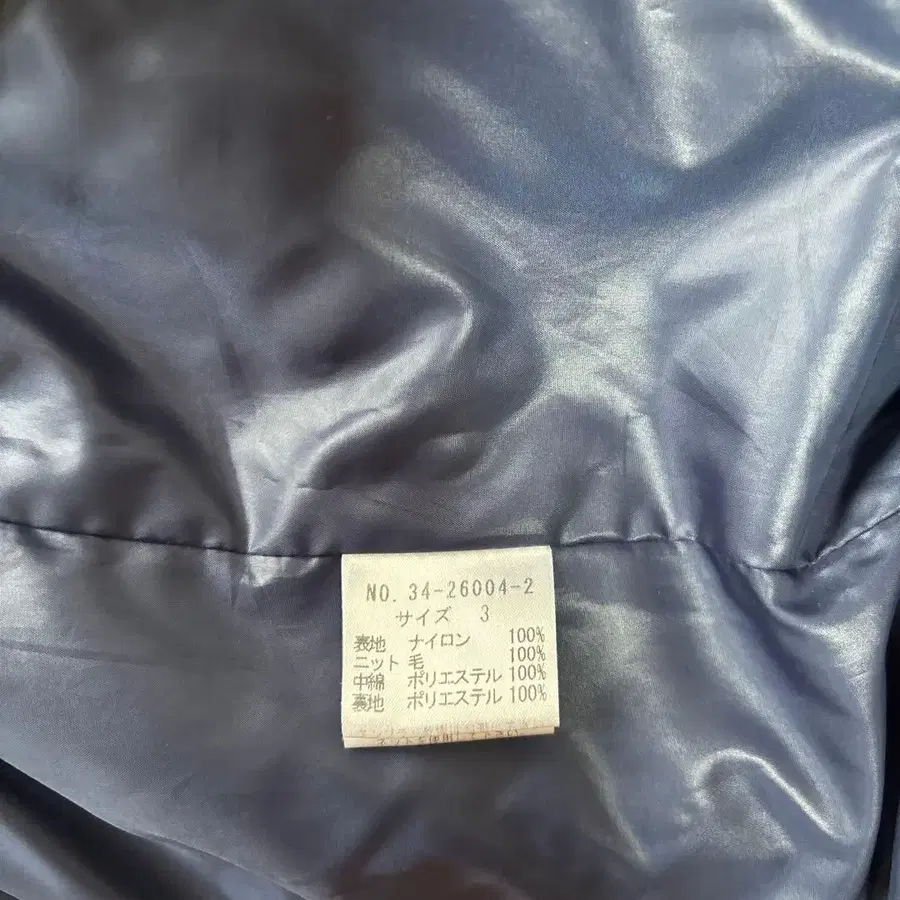 NO. 34-26004-2
サイズ 3
表地 ナイロン 100%
ニット 毛 100%
中綿 ポリエステル 100%
裏地 ポリエステル 100%